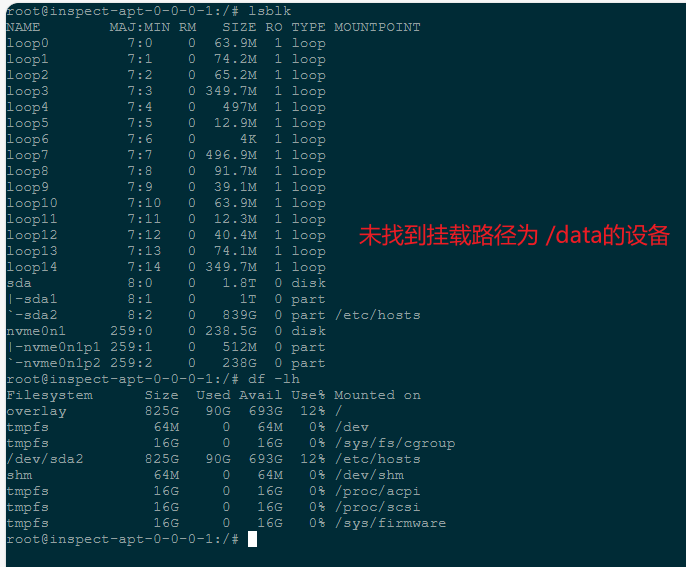 root@inspect-apt-0-0-0-1:/# lsblk
NAME        MAJ:MIN RM   SIZE RO TYPE MOUNTPOINT
loop0         7:0    0  63.9M  1 loop
loop1         7:1    0  74.2M  1 loop
loop2         7:2    0  65.2M  1 loop
loop3         7:3    0 349.7M  1 loop
loop4         7:4    0   497M  1 loop
loop5         7:5    0  12.9M  1 loop
loop6         7:6    0     4K  1 loop
loop7         7:7    0 496.9M  1 loop
loop8         7:8    0  91.7M  1 loop
loop9         7:9    0  39.1M  1 loop
loop10        7:10   0  63.9M  1 loop
loop11        7:11   0  12.3M  1 loop
loop12        7:12   0  40.4M  1 loop
未找到挂载路径为 /data的设备
loop13        7:13   0  74.1M  1 loop
loop14        7:14   0 349.7M  1 loop
sda           8:0    0   1.8T  0 disk
|-sda1        8:1    0     1T  0 part
`-sda2        8:2    0   839G  0 part /etc/hosts
nvme0n1     259:0    0 238.5G  0 disk
|-nvme0n1p1 259:1    0   512M  0 part
`-nvme0n1p2 259:2    0   238G  0 part
root@inspect-apt-0-0-0-1:/# df -lh
Filesystem      Size  Used Avail Use% Mounted on
overlay         825G   90G  693G  12% /
tmpfs            64M     0   64M   0% /dev
tmpfs            16G     0   16G   0% /sys/fs/cgroup
/dev/sda2       825G   90G  693G  12% /etc/hosts
shm              64M     0   64M   0% /dev/shm
tmpfs            16G     0   16G   0% /proc/acpi
tmpfs            16G     0   16G   0% /proc/scsi
tmpfs            16G     0   16G   0% /sys/firmware
root@inspect-apt-0-0-0-1:/#